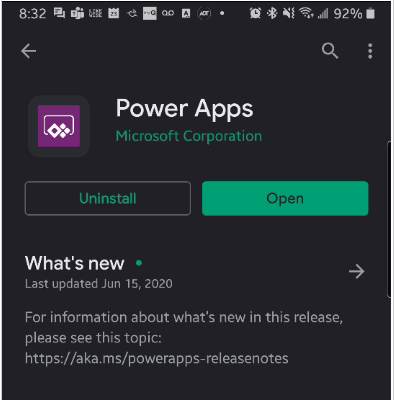 8:32
92%
Power Apps
Microsoft Corporation
Uninstall
Open
What's new
Last updated Jun 15, 2020
For information about what's new in this release,
please see this topic:
https://aka.ms/powerapps-releasenotes